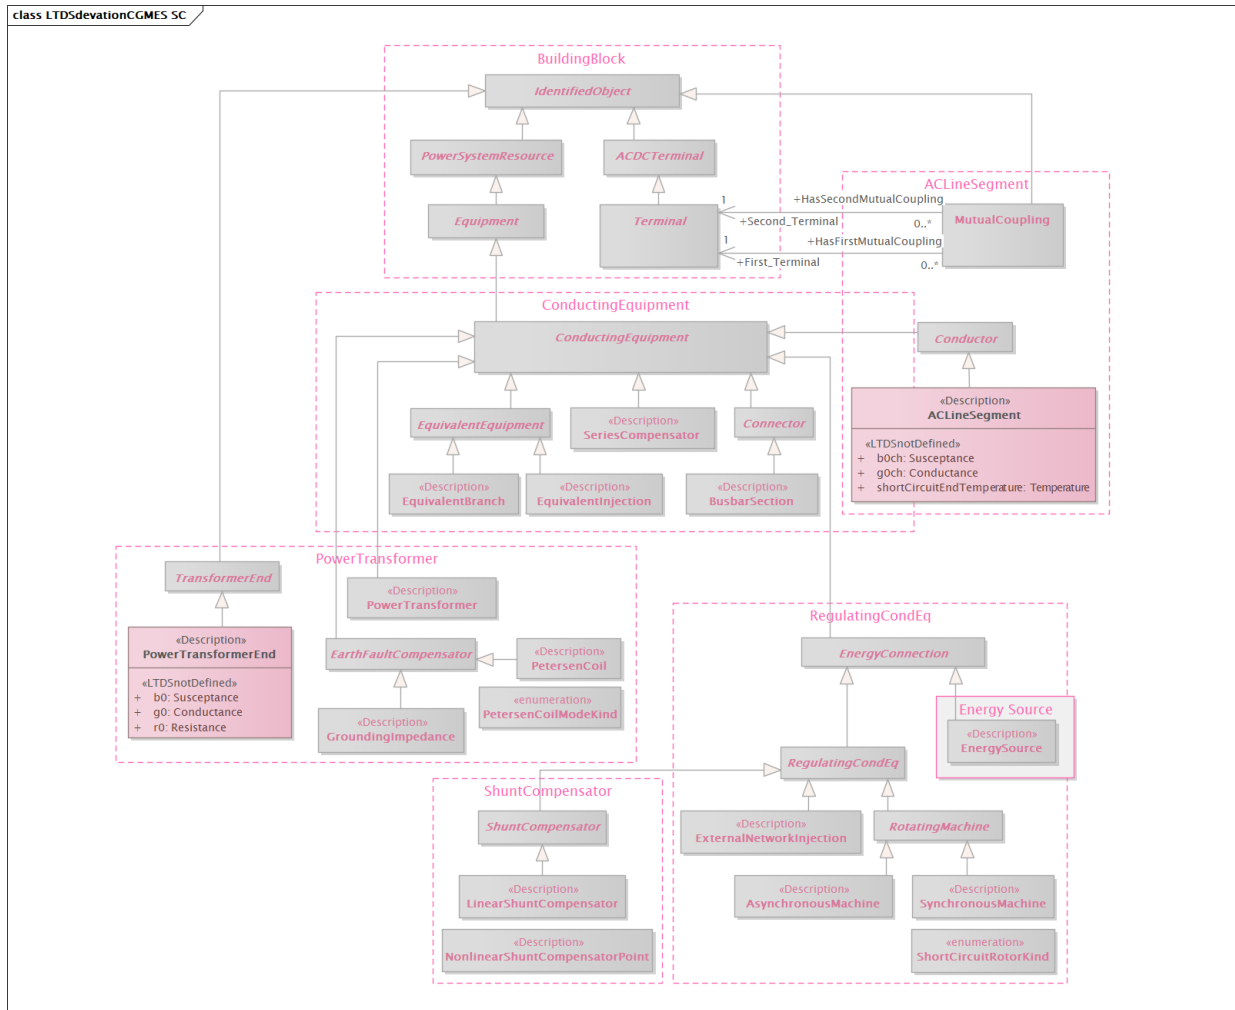 class LTDSdevationCGMES SC
BuildingBlock
IdentifiedObject
PowerSystemResource
ACDCTerminal
Equipment
Terminal
1
+HasSecondMutualCoupling
+Second_Terminal
0..*
1
+HasFirstMutualCoupling
+First_Terminal
0..*
ACLineSegment
MutualCoupling
ConductingEquipment
ConductingEquipment
Conductor
«Description»
ACLineSegment
«LTDSnotDefined»
+ b0ch: Susceptance
+ g0ch: Conductance
+ shortCircuitEndTemperature: Temperature
EquivalentEquipment
«Description»
SeriesCompensator
Connector
«Description»
EquivalentBranch
«Description»
EquivalentInjection
«Description»
BusbarSection
PowerTransformer
TransformerEnd
«Description»
PowerTransformer
«Description»
PowerTransformerEnd
«LTDSnotDefined»
+ b0: Susceptance
+ g0: Conductance
+ r0: Resistance
EarthFaultCompensator
«Description»
PetersenCoil
«enumeration»
PetersenCoilModeKind
«Description»
GroundingImpedance
RegulatingCondEq
EnergyConnection
Energy Source
«Description»
EnergySource
RegulatingCondEq
«Description»
ExternalNetworkInjection
RotatingMachine
«Description»
AsynchronousMachine
«Description»
SynchronousMachine
«enumeration»
ShortCircuitRotorKind
ShuntCompensator
ShuntCompensator
«Description»
LinearShuntCompensator
«Description»
NonlinearShuntCompensatorPoint